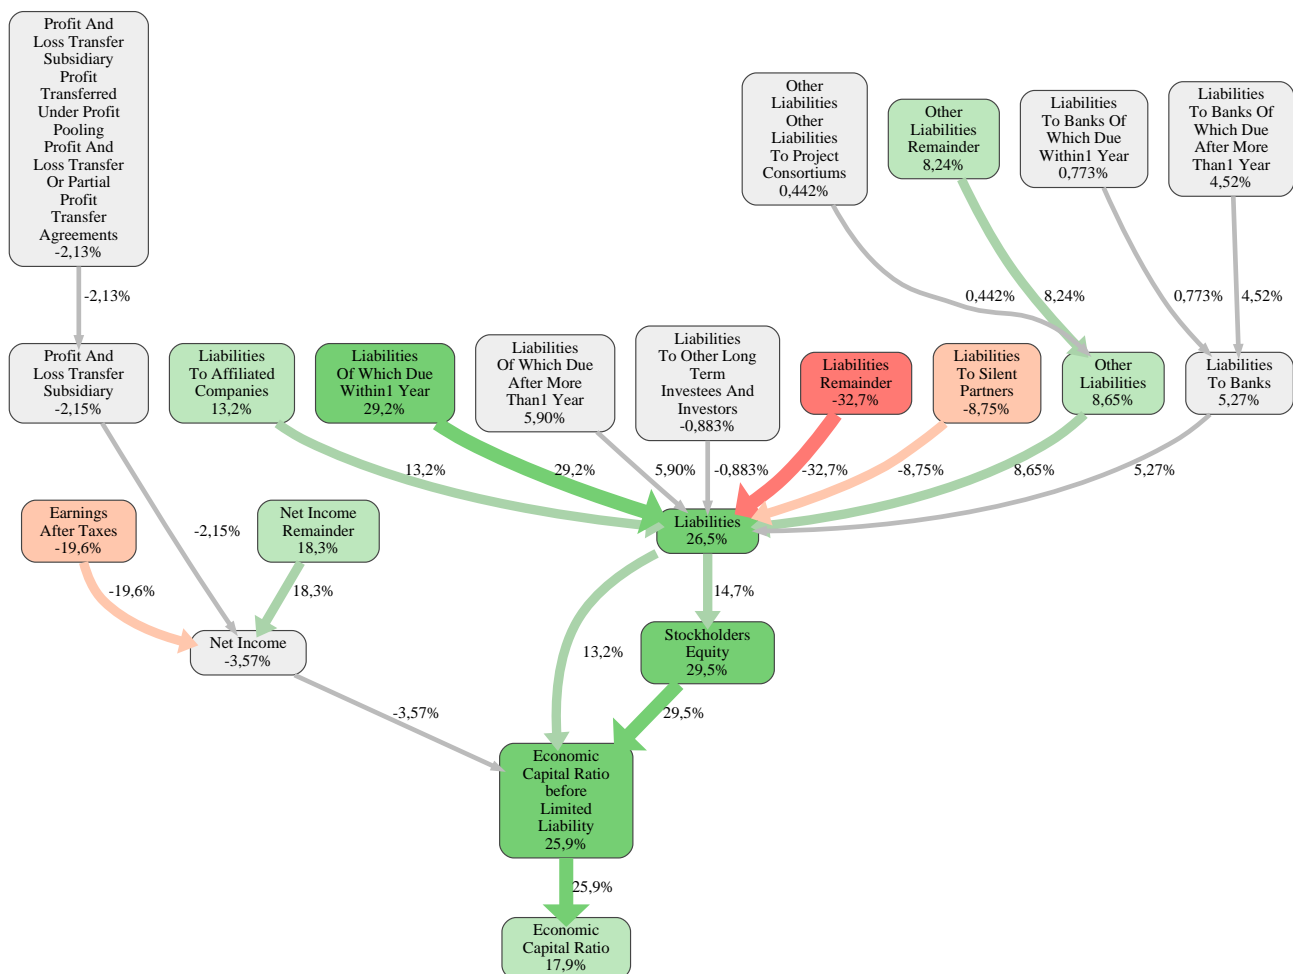 Profit And
Loss Transfer
Subsidiary
Profit
Transferred
Under Profit
Pooling
Profit And
Loss Transfer
Or Partial
Profit
Transfer
Agreements
-2,13%
Other
Liabilities
Other
Liabilities
To Project
Consortiums
0,442%
Other
Liabilities
Remainder
8,24%
Liabilities
To Banks Of
Which Due
Within1 Year
0,773%
Liabilities
To Banks Of
Which Due
After More
Than1 Year
4,52%
-2,13%
0,442%
8,24%
0,773%
4,52%
Profit And
Loss Transfer
Subsidiary
-2,15%
Liabilities
To Affiliated
Companies
13,2%
Liabilities
Of Which Due
Within1 Year
29,2%
Liabilities
Of Which Due
After More
Than1 Year
5,90%
Liabilities
To Other Long
Term
Investees And
Investors
-0,883%
Liabilities
Remainder
-32,7%
Liabilities
To Silent
Partners
-8,75%
Other
Liabilities
8,65%
Liabilities
To Banks
5,27%
13,2%
29,2%
5,90%
-0,883%
-32,7%
-8,75%
8,65%
5,27%
Earnings
After Taxes
-19,6%
-2,15%
Net Income
Remainder
18,3%
Liabilities
26,5%
-19,6%
18,3%
14,7%
Net Income
-3,57%
13,2%
Stockholders
Equity
29,5%
-3,57%
29,5%
Economic
Capital Ratio
before
Limited
Liability
25,9%
25,9%
Economic
Capital Ratio
17,9%